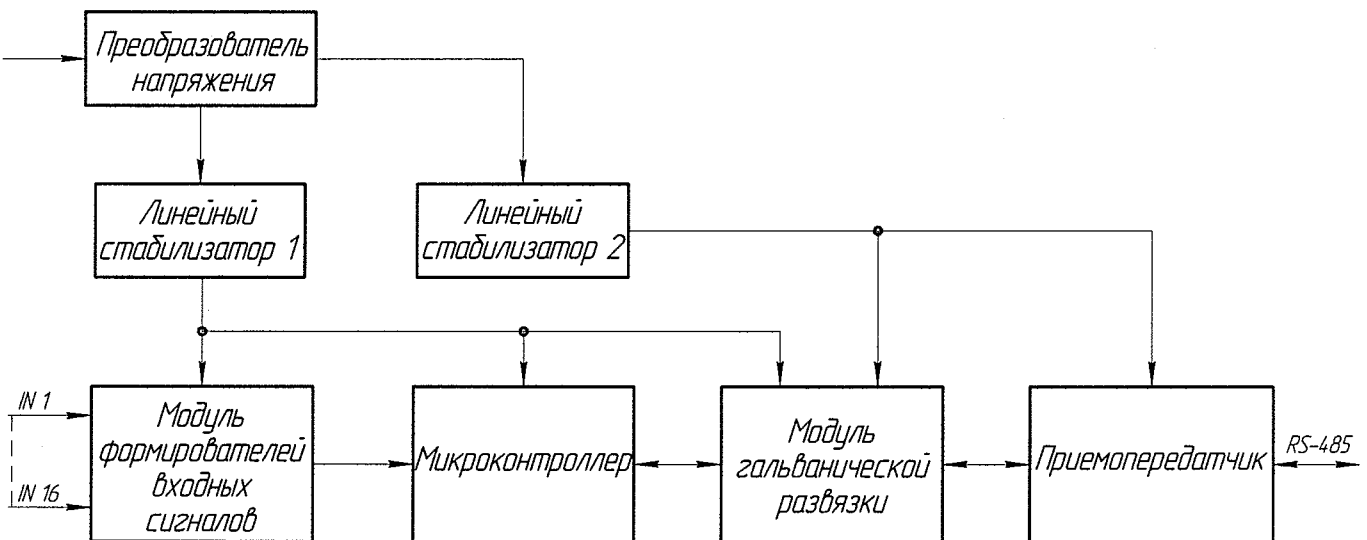 Преобразователь
напряжения
Линейный
стабилизатор 1
Линейный
стабилизатор 2
IN 1
IN 16
Модуль
формирователей
входных
сигналов
Микроконтроллер
Модуль
гальванической
развязки
Приемопередатчик
RS-485